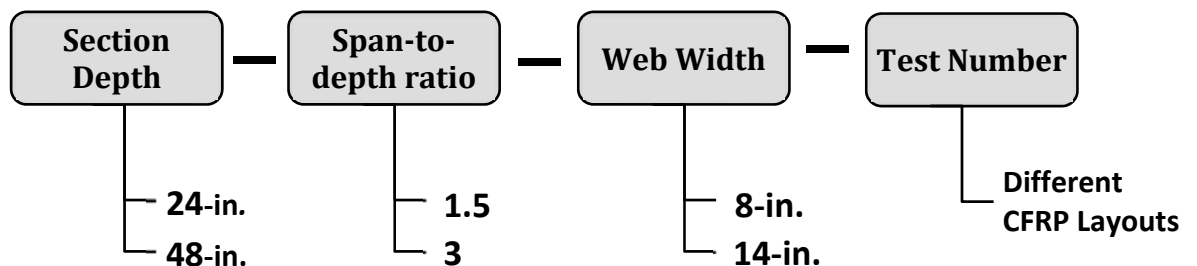 Section
Depth
Span-to-
depth ratio
Web Width
Test Number
24-in.
48-in.
1.5
3
8-in.
14-in.
Different
CFRP Layouts